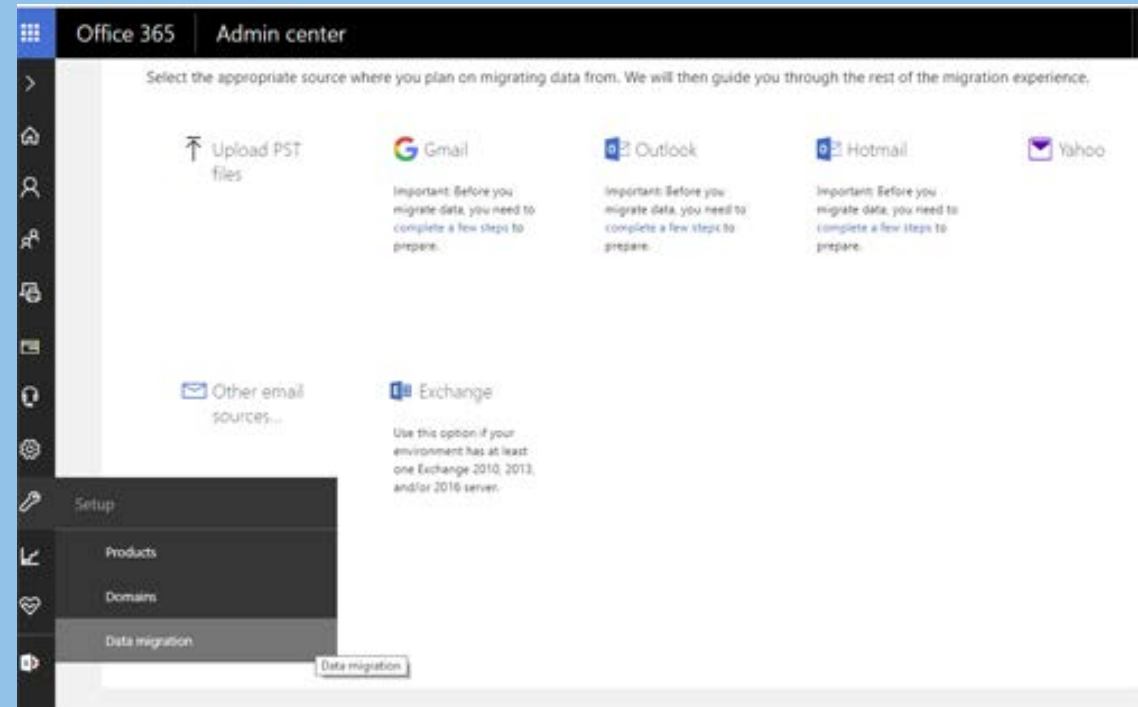 Office 365
Admin center
Select the appropriate source where you plan on migrating data from. We will then guide you through the rest of the migration experience.
Upload PST
files
Gmail
Important: Before you
migrate data, you need to
complete a few steps to
prepare.
Outlook
Important: Before you
migrate data, you need to
complete a few steps to
prepare.
Hotmail
Important: Before you
migrate data, you need to
complete a few steps to
prepare.
Yahoo
Other email
sources...
Exchange
Use this option if your
environment has at least
one Exchange 2010, 2013,
and/or 2016 server.
Setup
Products
Domains
Data migration
Data migration